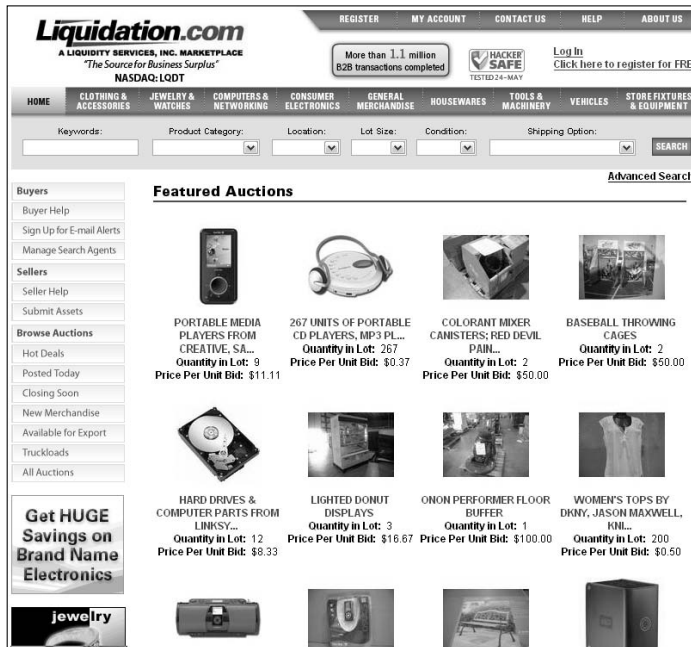 REGISTER MY ACCOUNT CONTACT US HELP ABOUT US
Liquidation.com
A LIQUIDITY SERVICES, INC. MARKETPLACE
"The Source for Business Surplus"
NASDAQ: LQDT
More than 1.1 million
B2B transactions completed
HACKER SAFE
TESTED 24-MAY
Log In
Click here to register for FRE
HOME CLOTHING & ACCESSORIES JEWELRY & WATCHES COMPUTERS & NETWORKING CONSUMER ELECTRONICS GENERAL MERCHANDISE HOUSEWARES TOOLS & MACHINERY VEHICLES STORE FIXTURES & EQUIPMENT
Keywords: Product Category: Location: Lot Size: Condition: Shipping Option:
SEARCH
Advanced Search
Buyers
Buyer Help
Sign Up for E-mail Alerts
Manage Search Agents
Sellers
Seller Help
Submit Assets
Browse Auctions
Hot Deals
Posted Today
Closing Soon
New Merchandise
Available for Export
Truckloads
All Auctions
Get HUGE
Savings on
Brand Name
Electronics
jewelry
Featured Auctions
PORTABLE MEDIA
PLAYERS FROM
CREATIVE, SA...
Quantity in Lot: 9
Price Per Unit Bid: $11.11
267 UNITS OF PORTABLE
CD PLAYERS, MP3 PL...
Quantity in Lot: 267
Price Per Unit Bid: $0.37
COLORANT MIXER
CANISTERS; RED DEVIL
PAIN...
Quantity in Lot: 2
Price Per Unit Bid: $50.00
BASEBALL THROWING
CAGES
Quantity in Lot: 2
Price Per Unit Bid: $50.00
HARD DRIVES &
COMPUTER PARTS FROM
LINKSY...
Quantity in Lot: 12
Price Per Unit Bid: $8.33
LIGHTED DONUT
DISPLAYS
Quantity in Lot: 3
Price Per Unit Bid: $16.67
ONON PERFORMER FLOOR
BUFFER
Quantity in Lot: 1
Price Per Unit Bid: $100.00
WOMEN'S TOPS BY
DKNY, JASON MAXWELL,
KNI...
Quantity in Lot: 200
Price Per Unit Bid: $0.50